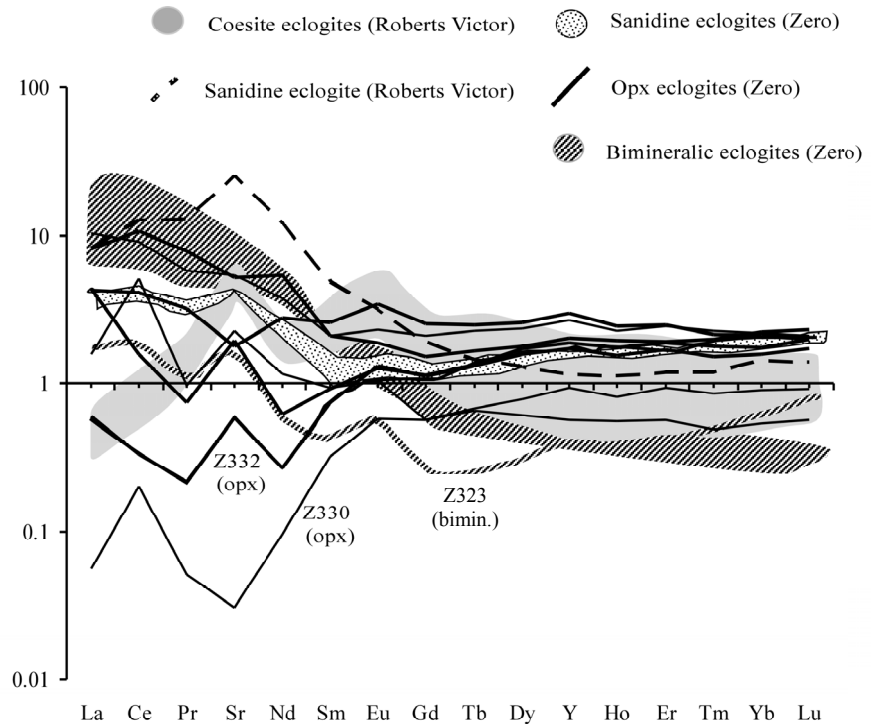 Coesite eclogites (Roberts Victor)
Sanidine eclogites (Zero)
Sanidine eclogite (Roberts Victor)
Opx eclogites (Zero)
Bimineralic eclogites (Zero)
100
10
1
0.1
0.01
Z332
(opx)
Z330
(opx)
Z323
(bimin.)
La Ce Pr Sr Nd Sm Eu Gd Tb Dy Y Ho Er Tm Yb Lu